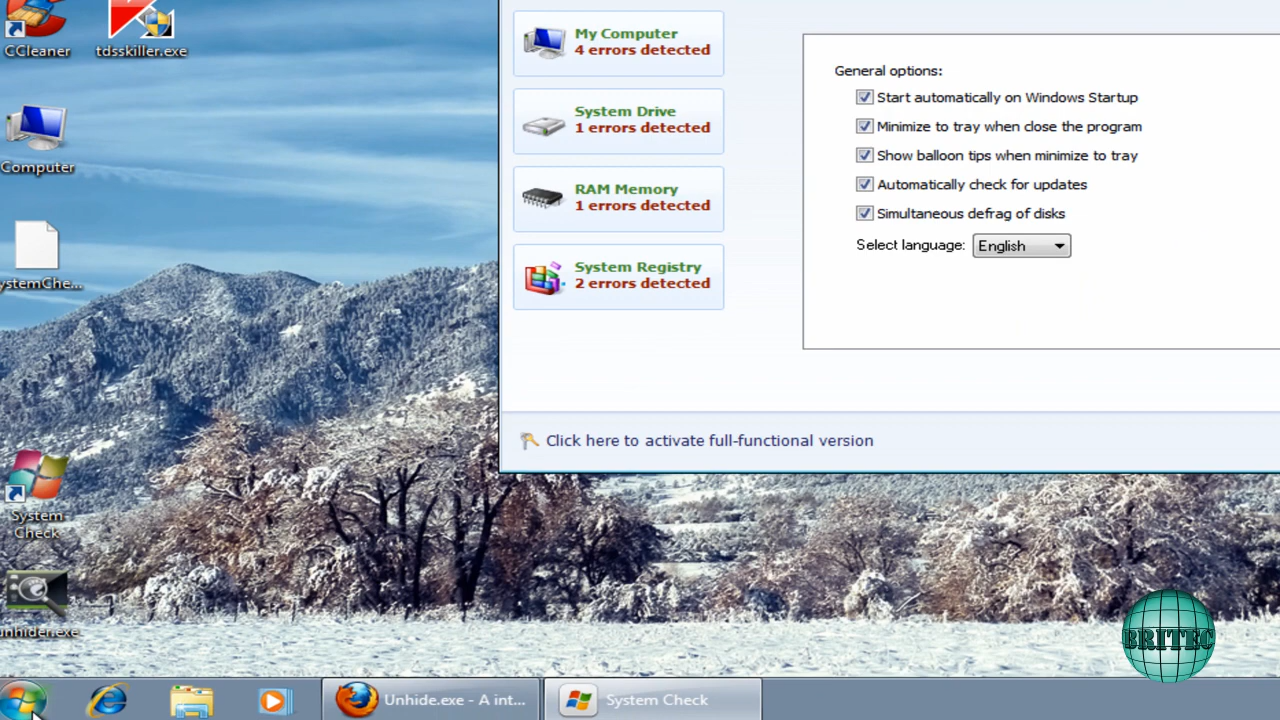 CCleaner
tdsskiller.exe
Computer
ystemChe...
System
Check
unhider.exe
My Computer
4 errors detected
System Drive
1 errors detected
RAM Memory
1 errors detected
System Registry
2 errors detected
General options:
Start automatically on Windows Startup
Minimize to tray when close the program
Show balloon tips when minimize to tray
Automatically check for updates
Simultaneous defrag of disks
Select language: English
Click here to activate full-functional version
BRITEC
Unhide.exe - A int...
System Check